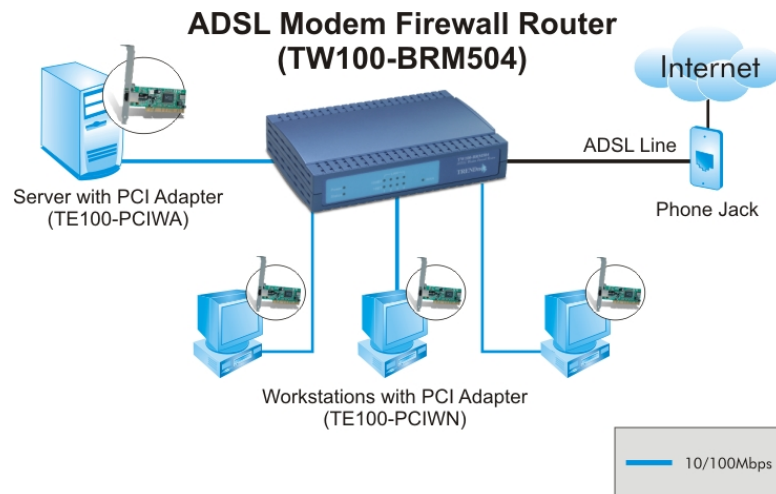 ADSL Modem Firewall Router
(TW100-BRM504)
Internet
ADSL Line
Phone Jack
Server with PCI Adapter
(TE100-PCIWA)
Workstations with PCI Adapter
(TE100-PCIWN)
10/100Mbps